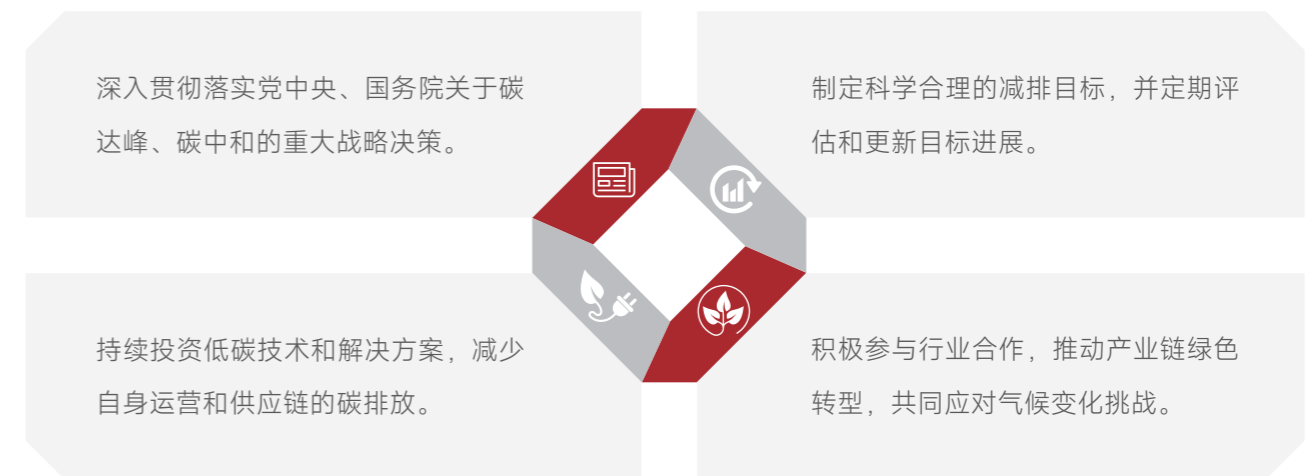 深入贯彻落实党中央、国务院关于碳
达峰、碳中和的重大战略决策。
制定科学合理的减排目标，并定期评
估和更新目标进展。
持续投资低碳技术和解决方案，减少
自身运营和供应链的碳排放。
积极参与行业合作，推动产业链绿色
转型，共同应对气候变化挑战。